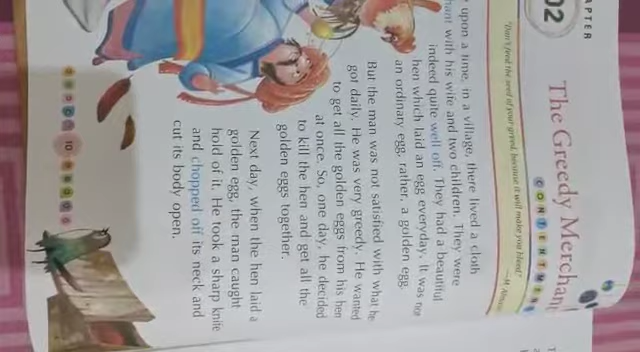 CHAPTER
02
The Greedy Merchant
CONTENTMENT
"Don't feed the seed of your greed, because it will make you blend"
upon a time, in a village, there lived a cloth
with his wife and two children. They were
indeed quite well off. They had a beautiful
hen which laid an egg everyday. It was
an ordinary egg, rather, a golden egg.
But the man was not satisfied with what he
got daily. He was very greedy. He wanted
to get all the golden eggs from his hen
at once. So, one day, he decided
to kill the hen and get all the
golden eggs together.
Next day, when the hen laid a
golden egg, the man caught
hold of it. He took a sharp knife
and chopped off its neck and
cut its body open.
10